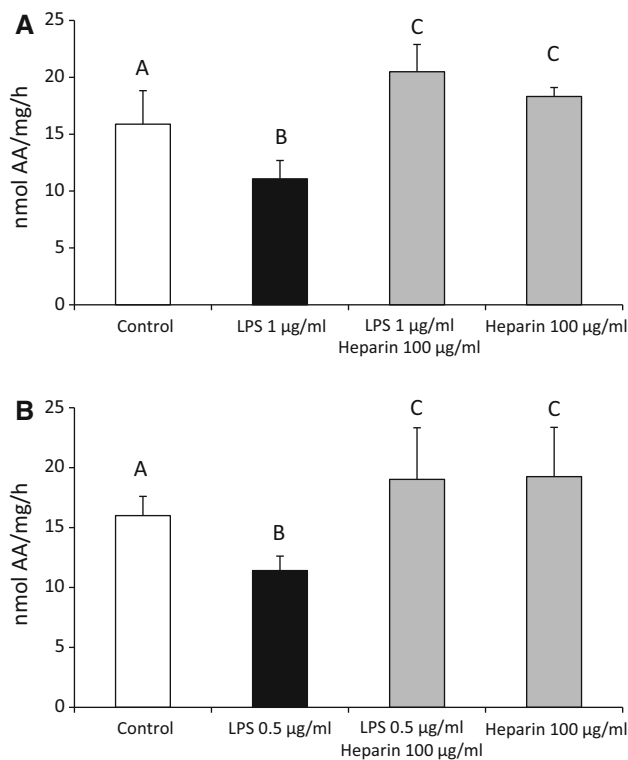 A
25
20
15
10
5
0
nmol AA/mg/h
A
B
C
C
Control
LPS 1 µg/ml
LPS 1 µg/ml
Heparin 100 µg/ml
Heparin 100 µg/ml
B
25
20
15
10
5
0
nmol AA/mg/h
A
B
C
C
Control
LPS 0.5 µg/ml
LPS 0.5 µg/ml
Heparin 100 µg/ml
Heparin 100 µg/ml